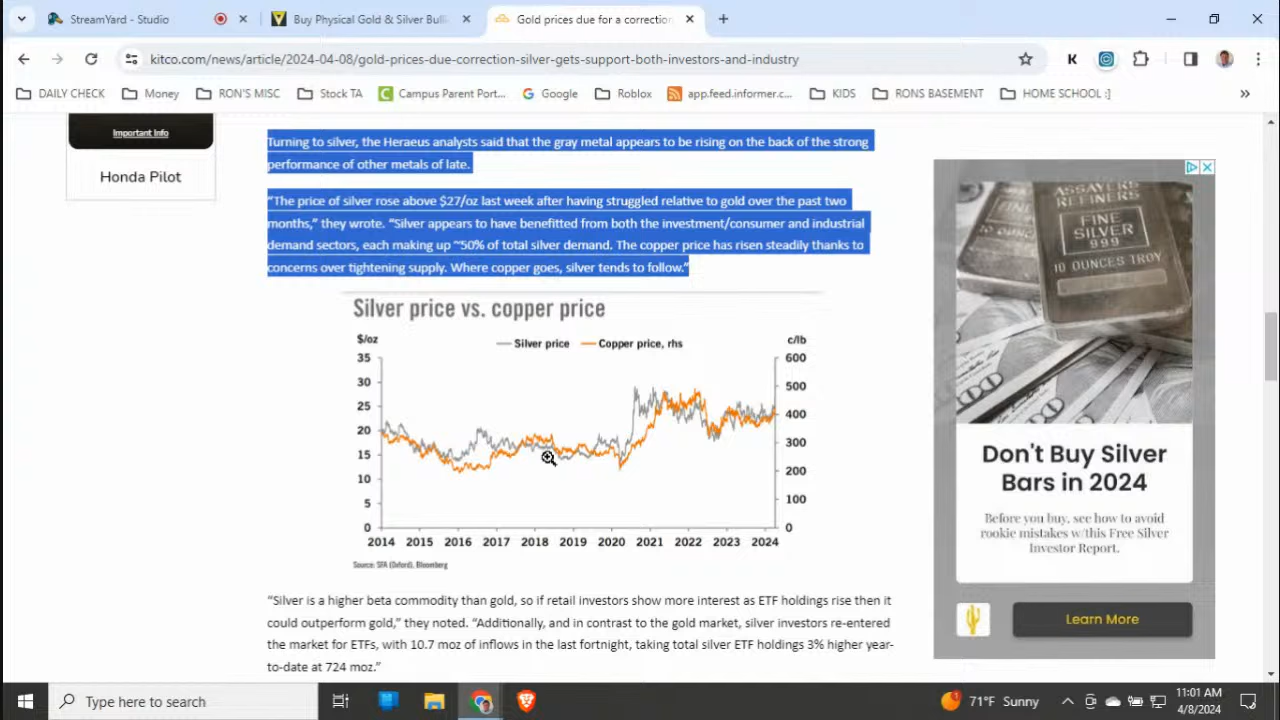 StreamYard - Studio
Buy Physical Gold & Silver Bulli
Gold prices due for a correction
kitco.com/news/article/2024-04-08/gold-prices-due-correction-silver-gets-support-both-investors-and-industry
K
DAILY CHECK
Money
RON'S MISC
Stock TA
Campus Parent Port...
Google
Roblox
app.feed.informer.c...
KIDS
RONS BASEMENT
HOME SCHOOL :]
Important Info
Honda Pilot
Turning to silver, the Heraeus analysts said that the gray metal appears to be rising on the back of the strong
performance of other metals of late.
“The price of silver rose above $27/oz last week after having struggled relative to gold over the past two
months,” they wrote. “Silver appears to have benefitted from both the investment/consumer and industrial
demand sectors, each making up ~50% of total silver demand. The copper price has risen steadily thanks to
concerns over tightening supply. Where copper goes, silver tends to follow.”
Silver price vs. copper price
$/oz
Silver price
Copper price, rhs
c/lb
35
30
25
20
15
10
5
0
600
500
400
300
200
100
0
2014 2015 2016 2017 2018 2019 2020 2021 2022 2023 2024
Source: SFA (Oxford), Bloomberg
“Silver is a higher beta commodity than gold, so if retail investors show more interest as ETF holdings rise then it
could outperform gold,” they noted. “Additionally, and in contrast to the gold market, silver investors re-entered
the market for ETFs, with 10.7 moz of inflows in the last fortnight, taking total silver ETF holdings 3% higher year-
to-date at 724 moz.”
ASSAYERS
REFINERS
FINE
SILVER
999
10 OUNCES TROY
Don't Buy Silver
Bars in 2024
Before you buy, see how to avoid
rookie mistakes w/this Free Silver
Investor Report.
Learn More
Type here to search
1
71°F Sunny
11:01 AM
4/8/2024